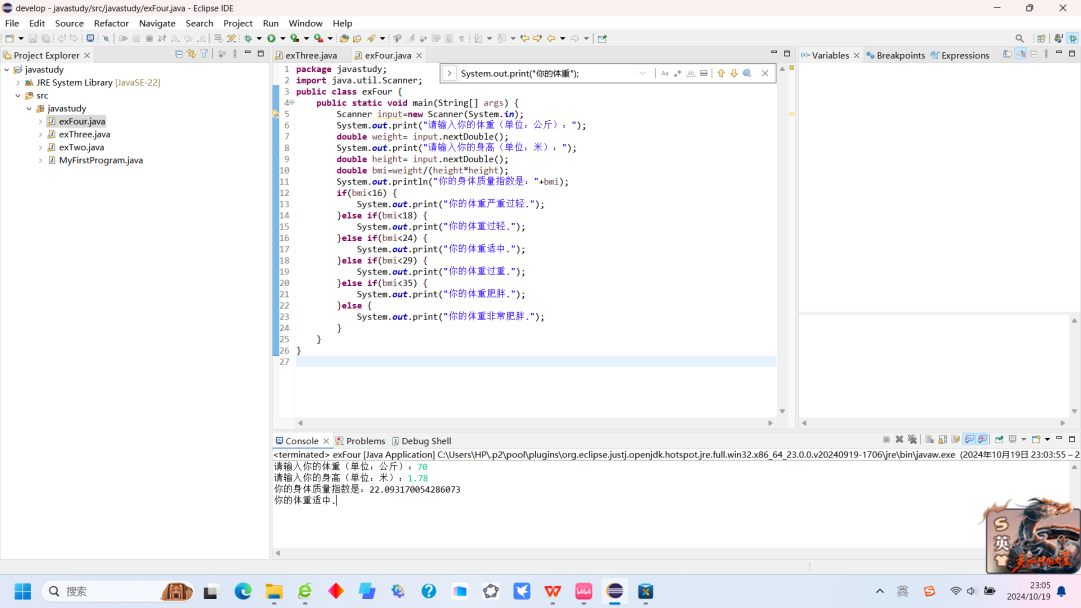 develop - javastudy/src/javastudy/exFour.java - Eclipse IDE
File Edit Source Refactor Navigate Search Project Run Window Help
Project Explorer
javastudy
JRE System Library [JavaSE-22]
src
javastudy
exFour.java
exThree.java
exTwo.java
MyFirstProgram.java
exThree.java exFour.java
System.out.print("你的体重");
1 package javastudy;
2 import java.util.Scanner;
3 public class exFour {
4 public static void main(String[] args) {
5 Scanner input=new Scanner(System.in);
6 System.out.print("请输入你的体重（单位：公斤）：");
7 double weight= input.nextDouble();
8 System.out.print("请输入你的身高（单位：米）：");
9 double height= input.nextDouble();
10 double bmi=weight/(height*height);
11 System.out.println("你的身体质量指数是："+bmi);
12 if(bmi<16) {
13 System.out.print("你的体重严重过轻.");
14 }else if(bmi<18) {
15 System.out.print("你的体重过轻.");
16 }else if(bmi<24) {
17 System.out.print("你的体重适中.");
18 }else if(bmi<29) {
19 System.out.print("你的体重过重.");
20 }else if(bmi<35) {
21 System.out.print("你的体重肥胖.");
22 }else {
23 System.out.print("你的体重非常肥胖.");
24 }
25 }
26 }
27
Variables Breakpoints Expressions
Console Problems Debug Shell
<terminated> exFour [Java Application] C:\Users\HP\.p2\pool\plugins\org.eclipse.justj.openjdk.hotspot.jre.full.win32.x86_64_23.0.0.v20240919-1706\jre\bin\javaw.exe (2024年10月19日 23:03:55 – 2
请输入你的体重（单位：公斤）：70
请输入你的身高（单位：米）：1.78
你的身体质量指数是：22.093170054286073
你的体重适中.
S
英
搜索
英
23:05
2024/10/19